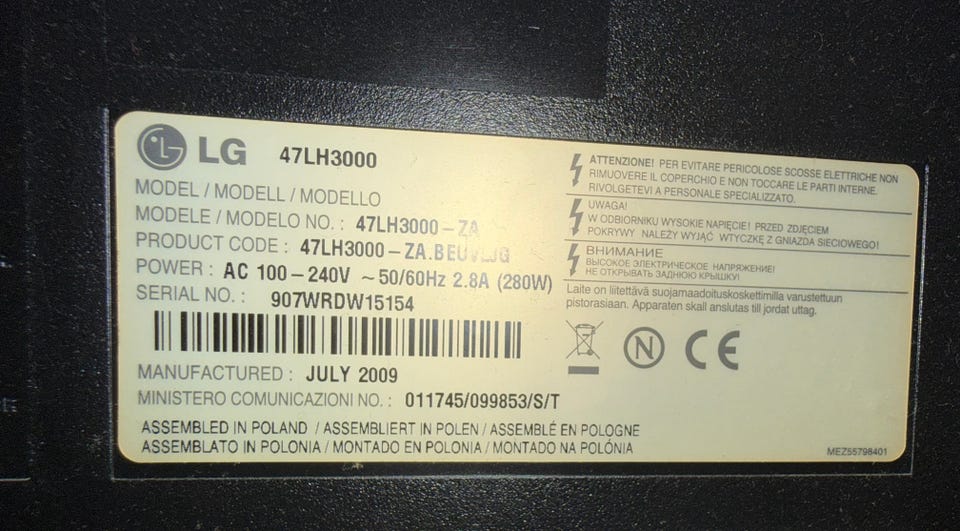 LG 47LH3000
MODEL / MODELL / MODELLO
MODELE / MODELO NO. : 47LH3000-ZA
PRODUCT CODE : 47LH3000-ZA.BEUVLJG
POWER : AC 100-240V ~50/60Hz 2.8A (280W)
SERIAL NO. : 907WRDW15154
MANUFACTURED : JULY 2009
MINISTERO COMUNICAZIONI NO. : 011745/099853/S/T
ASSEMBLED IN POLAND / ASSEMBLIERT IN POLEN / ASSEMBLÉ EN POLOGNE
ASSEMBLATO IN POLONIA / MONTADO EN POLONIA / MONTADO NA POLÓNIA
ATTENZIONE! PER EVITARE PERICOLOSE SCOSSE ELETTRICHE NON
RIMUOVERE IL COPERCHIO E NON TOCCARE LE PARTI INTERNE.
RIVOLGETEVI A PERSONALE SPECIALIZZATO.
UWAGA!
W ODBIORNIKU WYSOKIE NAPIĘCIE! PRZED ZDJĘCIEM
POKRYWY NALEŻY WYJĄĆ WTYCZKĘ Z GNIAZDA SIECIOWEGO!
ВНИМАНИЕ
ВЫСОКОЕ ЭЛЕКТРИЧЕСКОЕ НАПРЯЖЕНИЕ!
НЕ ОТКРЫВАТЬ ЗАДНЮЮ КРЫШКУ!
Laite on liitettävä suojamaadoituskoskettimilla varustettuun
pistorasiaan. Apparaten skall anslutas till jordat uttag.
N CE
MEZ55798401